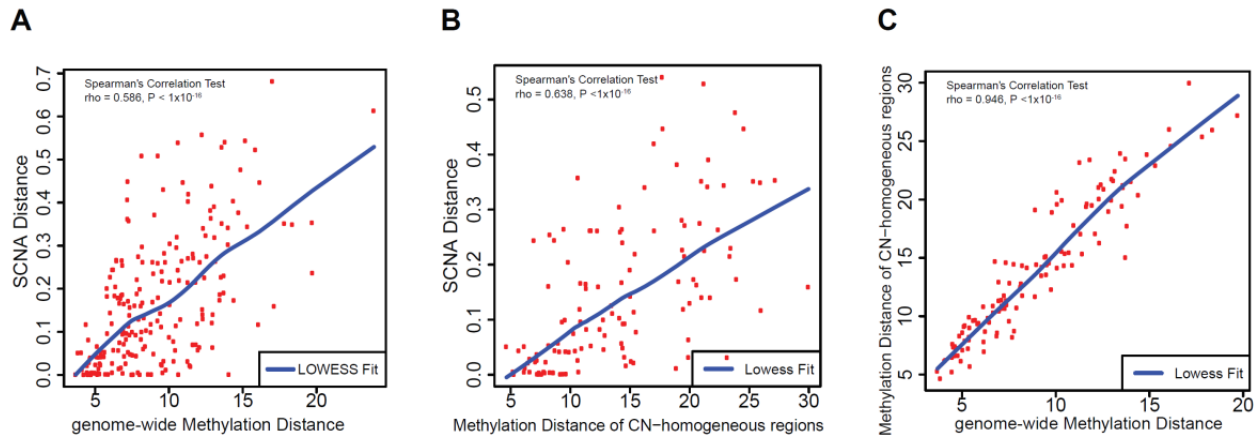 A
Spearman's Correlation Test
rho = 0.586, P < 1x10⁻¹⁶
SCNA Distance
0.7
0.6
0.5
0.4
0.3
0.2
0.1
0.0
5 10 15 20
genome-wide Methylation Distance
LOWESS Fit
B
Spearman's Correlation Test
rho = 0.638, P <1x10⁻¹⁶
SCNA Distance
0.5
0.4
0.3
0.2
0.1
0.0
5 10 15 20 25 30
Methylation Distance of CN−homogeneous regions
Lowess Fit
C
Spearman's Correlation Test
rho = 0.946, P <1x10⁻¹⁶
Methylation Distance of CN−homogeneous regions
30
25
20
15
10
5
5 10 15 20
genome-wide Methylation Distance
Lowess Fit